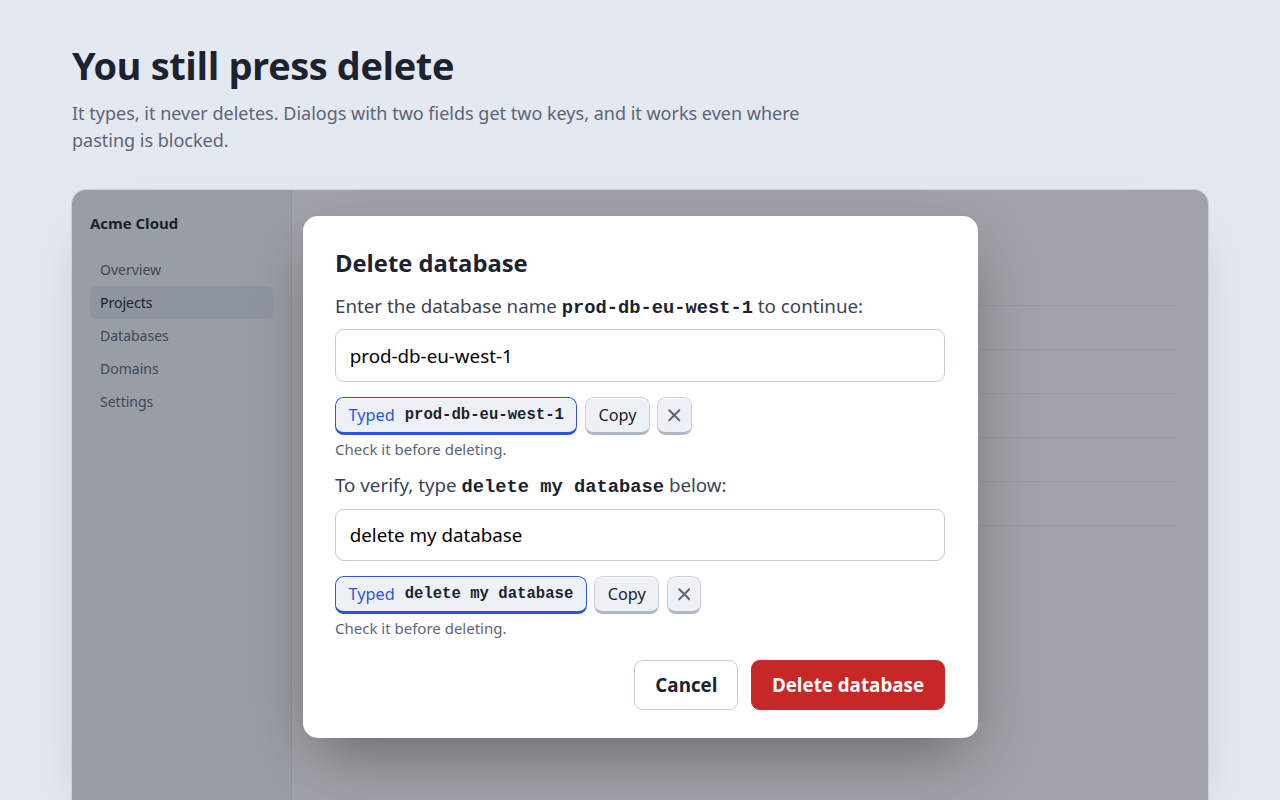 You still press delete
It types, it never deletes. Dialogs with two fields get two keys, and it works even where
pasting is blocked.
Acme Cloud
Overview
Projects
Databases
Domains
Settings
Delete database
Enter the database name prod-db-eu-west-1 to continue:
prod-db-eu-west-1
Typed prod-db-eu-west-1 Copy ✕
Check it before deleting.
To verify, type delete my database below:
delete my database
Typed delete my database Copy ✕
Check it before deleting.
Cancel Delete database